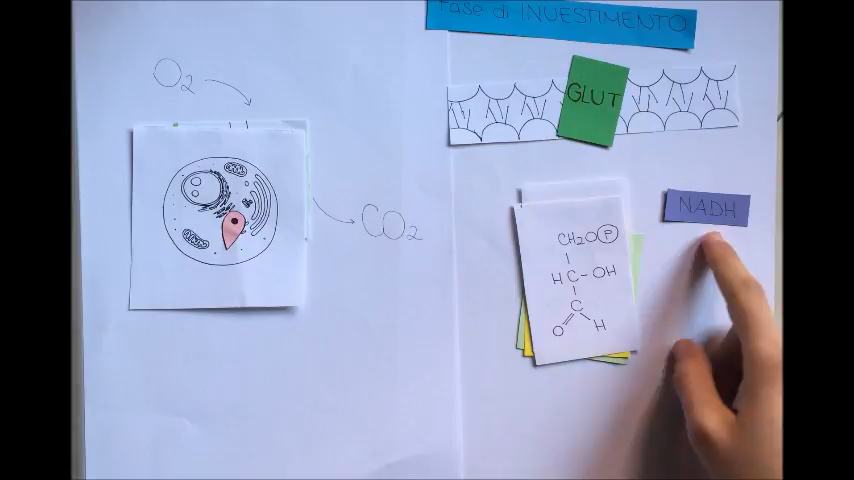 Fase di INVESTIMENTO
O2
GLUT
NADH
CO2
CH2O P
H C - OH
C
O H